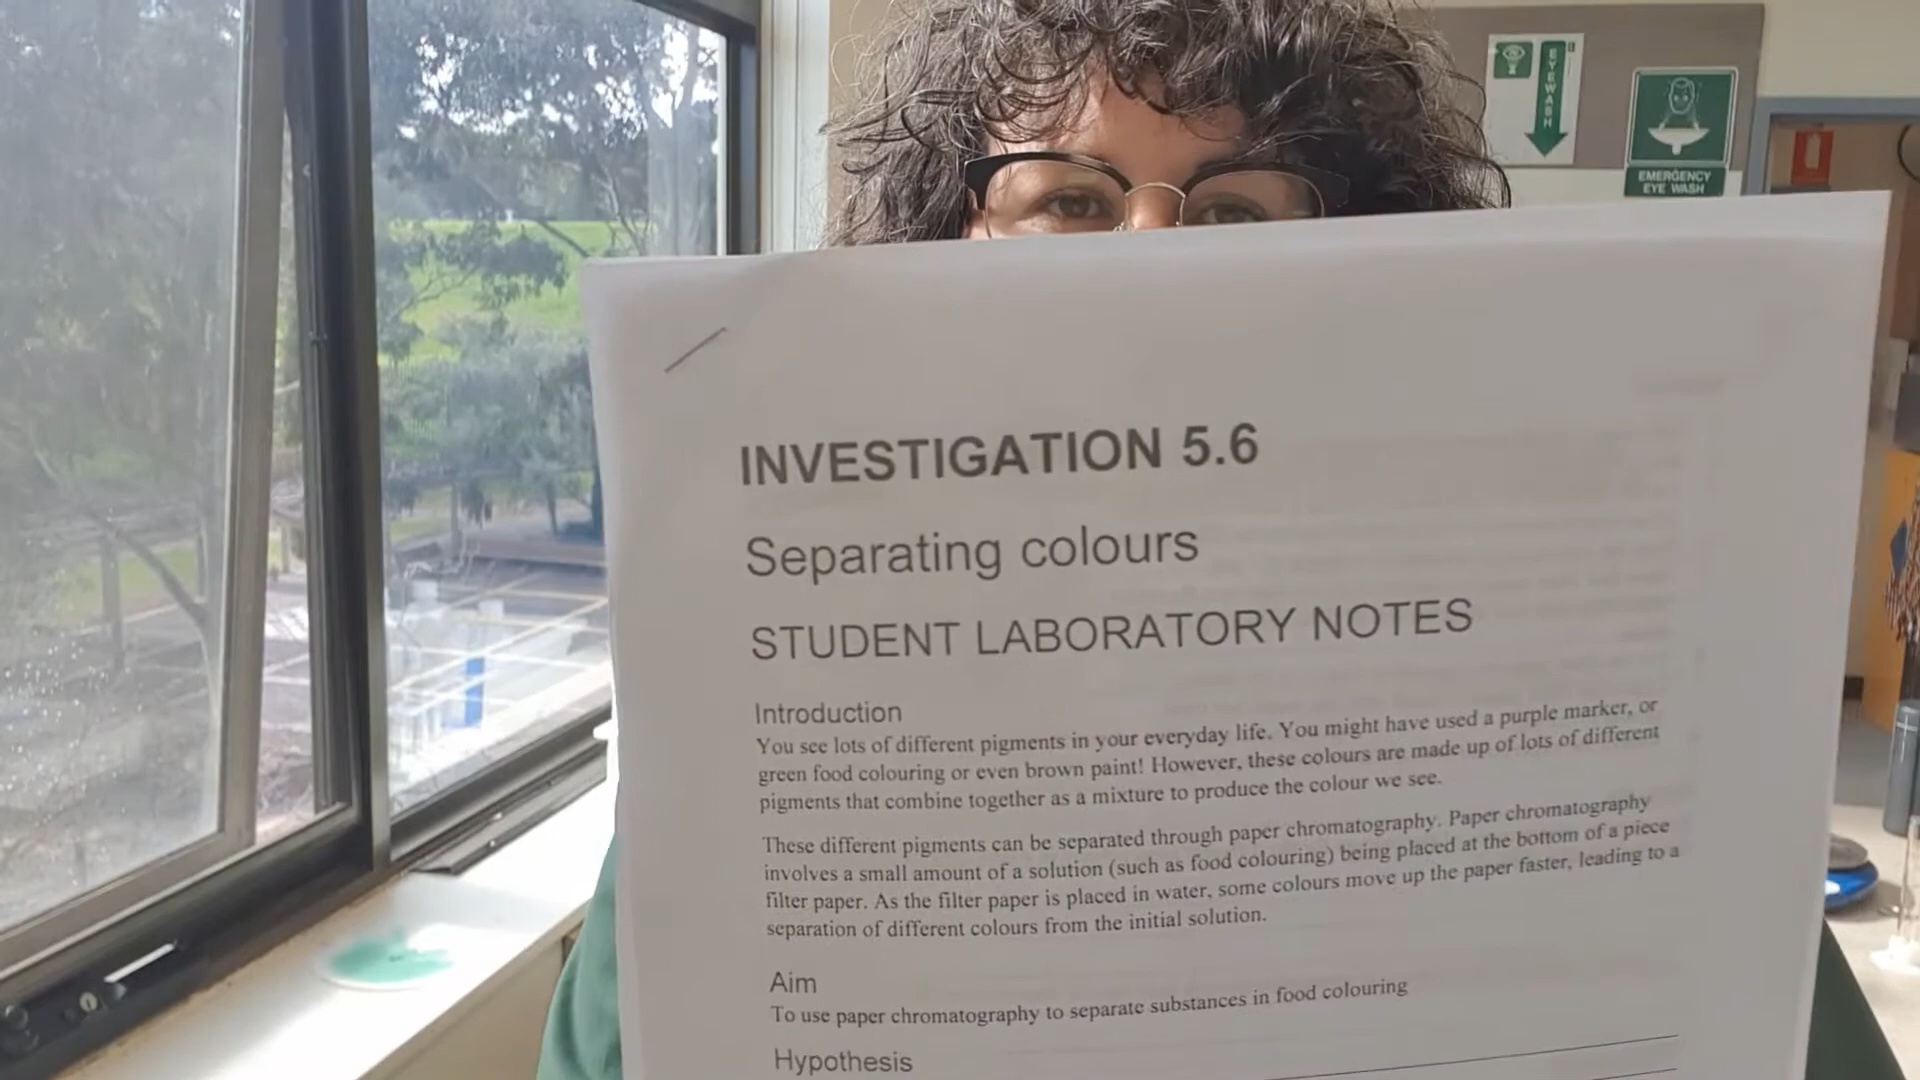 EYEWASH
EMERGENCY
EYE WASH
INVESTIGATION 5.6
Separating colours
STUDENT LABORATORY NOTES
Introduction
You see lots of different pigments in your everyday life. You might have used a purple marker, or
green food colouring or even brown paint! However, these colours are made up of lots of different
pigments that combine together as a mixture to produce the colour we see.
These different pigments can be separated through paper chromatography. Paper chromatography
involves a small amount of a solution (such as food colouring) being placed at the bottom of a piece
filter paper. As the filter paper is placed in water, some colours move up the paper faster, leading to a
separation of different colours from the initial solution.
Aim
To use paper chromatography to separate substances in food colouring
Hypothesis